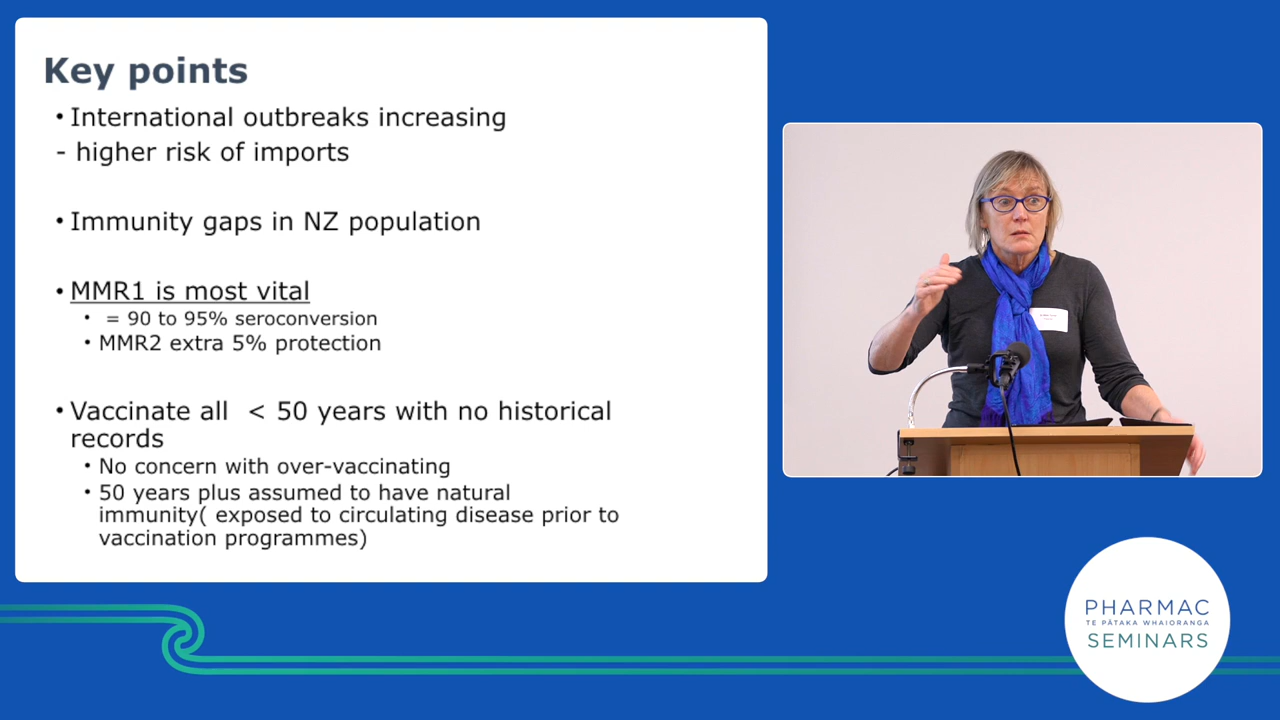 Key points
• International outbreaks increasing
- higher risk of imports
• Immunity gaps in NZ population
• MMR1 is most vital
• = 90 to 95% seroconversion
• MMR2 extra 5% protection
• Vaccinate all < 50 years with no historical
records
• No concern with over-vaccinating
• 50 years plus assumed to have natural
immunity( exposed to circulating disease prior to
vaccination programmes)
PHARMAC
TE PĀTAKA WHAIORANGA
SEMINARS